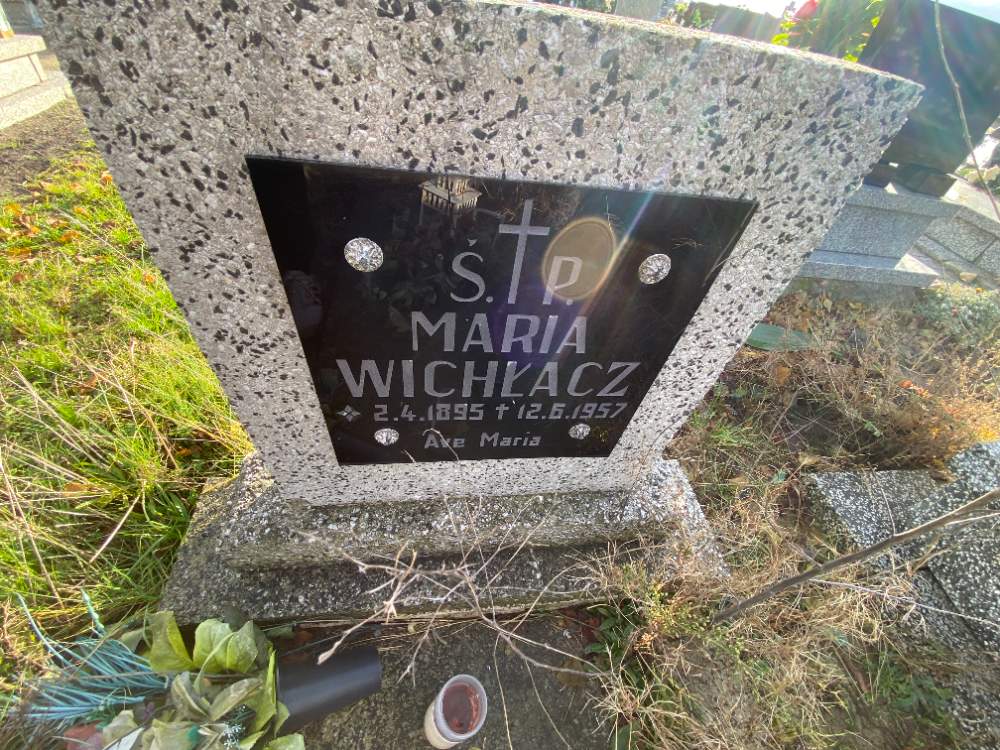 Ś. † P.
MARIA
WICHŁACZ
2.4.1895 † 12.6.1957
Ave Maria